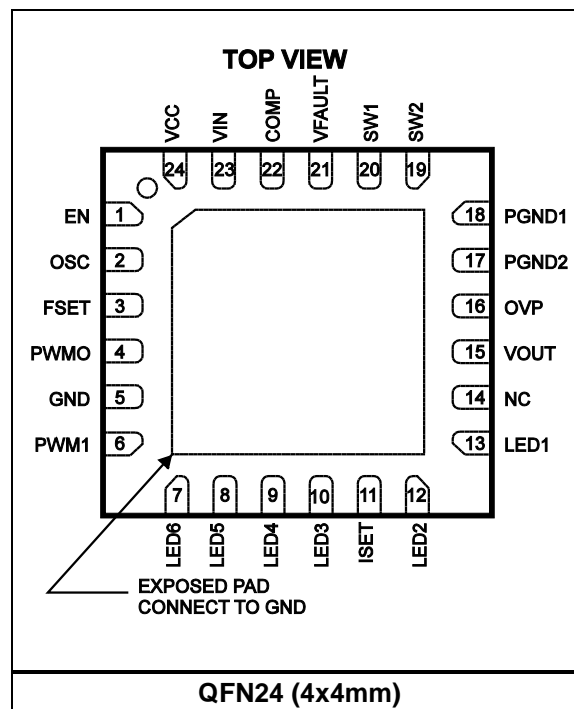 TOP VIEW
VCC VIN COMP VFAULT SW1 SW2
24 23 22 21 20 19
EN 1 18 PGND1
OSC 2 17 PGND2
FSET 3 16 OVP
PWMO 4 15 VOUT
GND 5 14 NC
PWM1 6 13 LED1
7 8 9 10 11 12
LED6 LED5 LED4 LED3 ISET LED2
EXPOSED PAD
CONNECT TO GND
QFN24 (4x4mm)